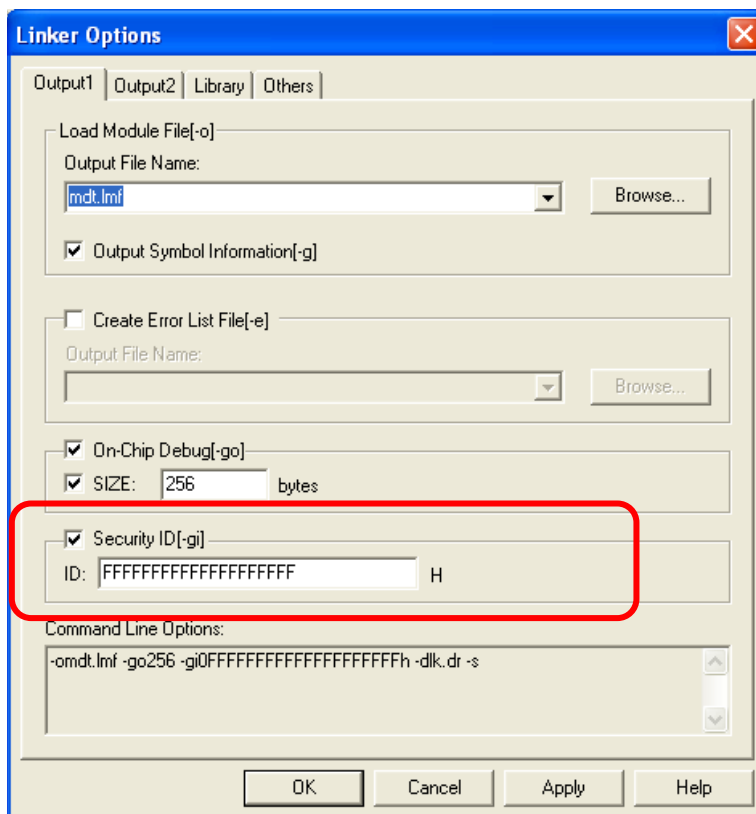 Linker Options
Output1 Output2 Library Others
Load Module File[-o]
Output File Name:
mdt.lmf Browse...
Output Symbol Information[-g]
Create Error List File[-e]
Output File Name:
Browse...
On-Chip Debug[-go]
SIZE: 256 bytes
Security ID[-gi]
ID: FFFFFFFFFFFFFFFFFFFF H
Command Line Options:
-omdt.lmf -go256 -gi0FFFFFFFFFFFFFFFFFFFFh -dlk.dr -s
OK Cancel Apply Help